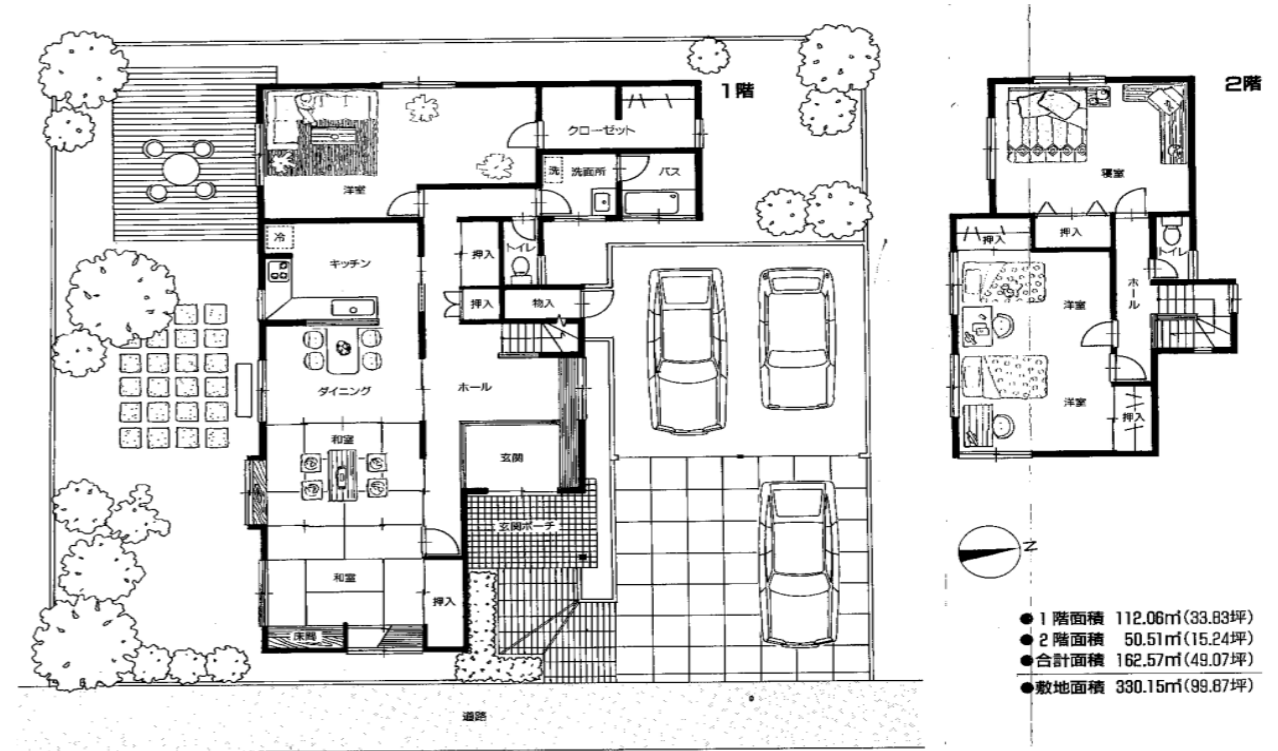 1階
2階
クローゼット
洋室
洗
洗面所
バス
寝室
冷
キッチン
押入
トイレ
押入
物入
押入
押入
トイレ
ホール
洋室
ダイニング
ホール
洋室
押入
和室
玄関
玄関ポーチ
和室
押入
床間
N
●1階面積 112.06㎡(33.83坪)
●2階面積 50.51㎡(15.24坪)
●合計面積 162.57㎡(49.07坪)
●敷地面積 330.15㎡(99.87坪)
道路